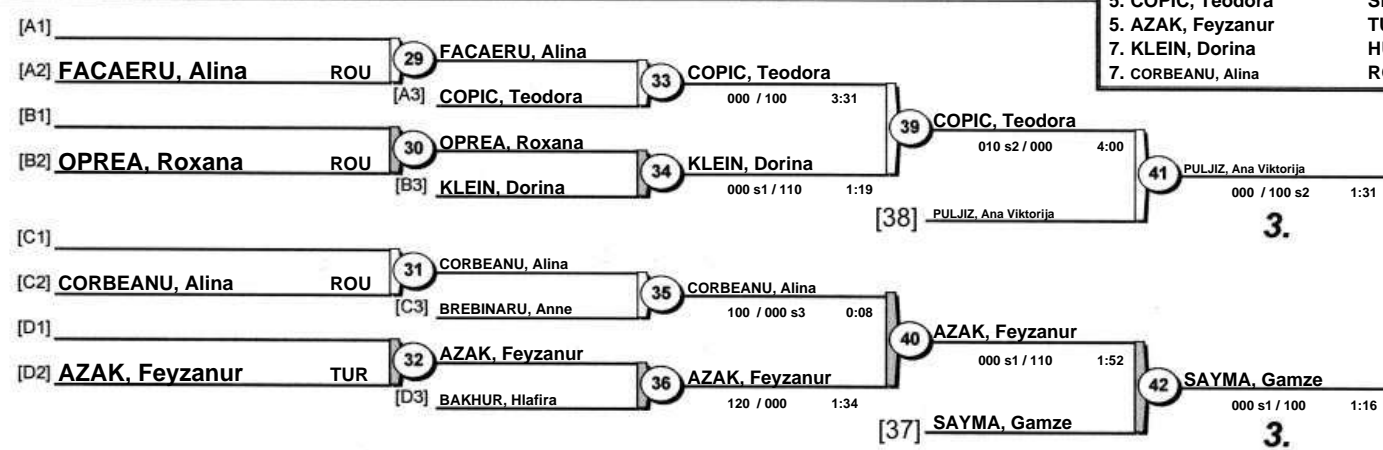 5. COPIC, Teodora
5. AZAK, Feyzanur
7. KLEIN, Dorina
7. CORBEANU, Alina
[A1]
[A2] FACAERU, Alina ROU
29
FACAERU, Alina
[A3] COPIC, Teodora
33
COPIC, Teodora
000 / 100 3:31
[B1]
[B2] OPREA, Roxana ROU
30
OPREA, Roxana
[B3] KLEIN, Dorina
34
KLEIN, Dorina
000 s1 / 110 1:19
39
COPIC, Teodora
010 s2 / 000 4:00
[38] PULJIZ, Ana Viktorija
41
PULJIZ, Ana Viktorija
000 / 100 s2 1:31
3.
[C1]
[C2] CORBEANU, Alina ROU
31
CORBEANU, Alina
[C3] BREBINARU, Anne
35
CORBEANU, Alina
100 / 000 s3 0:08
[D1]
[D2] AZAK, Feyzanur TUR
32
AZAK, Feyzanur
[D3] BAKHUR, Hlafira
36
AZAK, Feyzanur
120 / 000 1:34
40
AZAK, Feyzanur
000 s1 / 110 1:52
[37] SAYMA, Gamze
42
SAYMA, Gamze
000 s1 / 100 1:16
3.